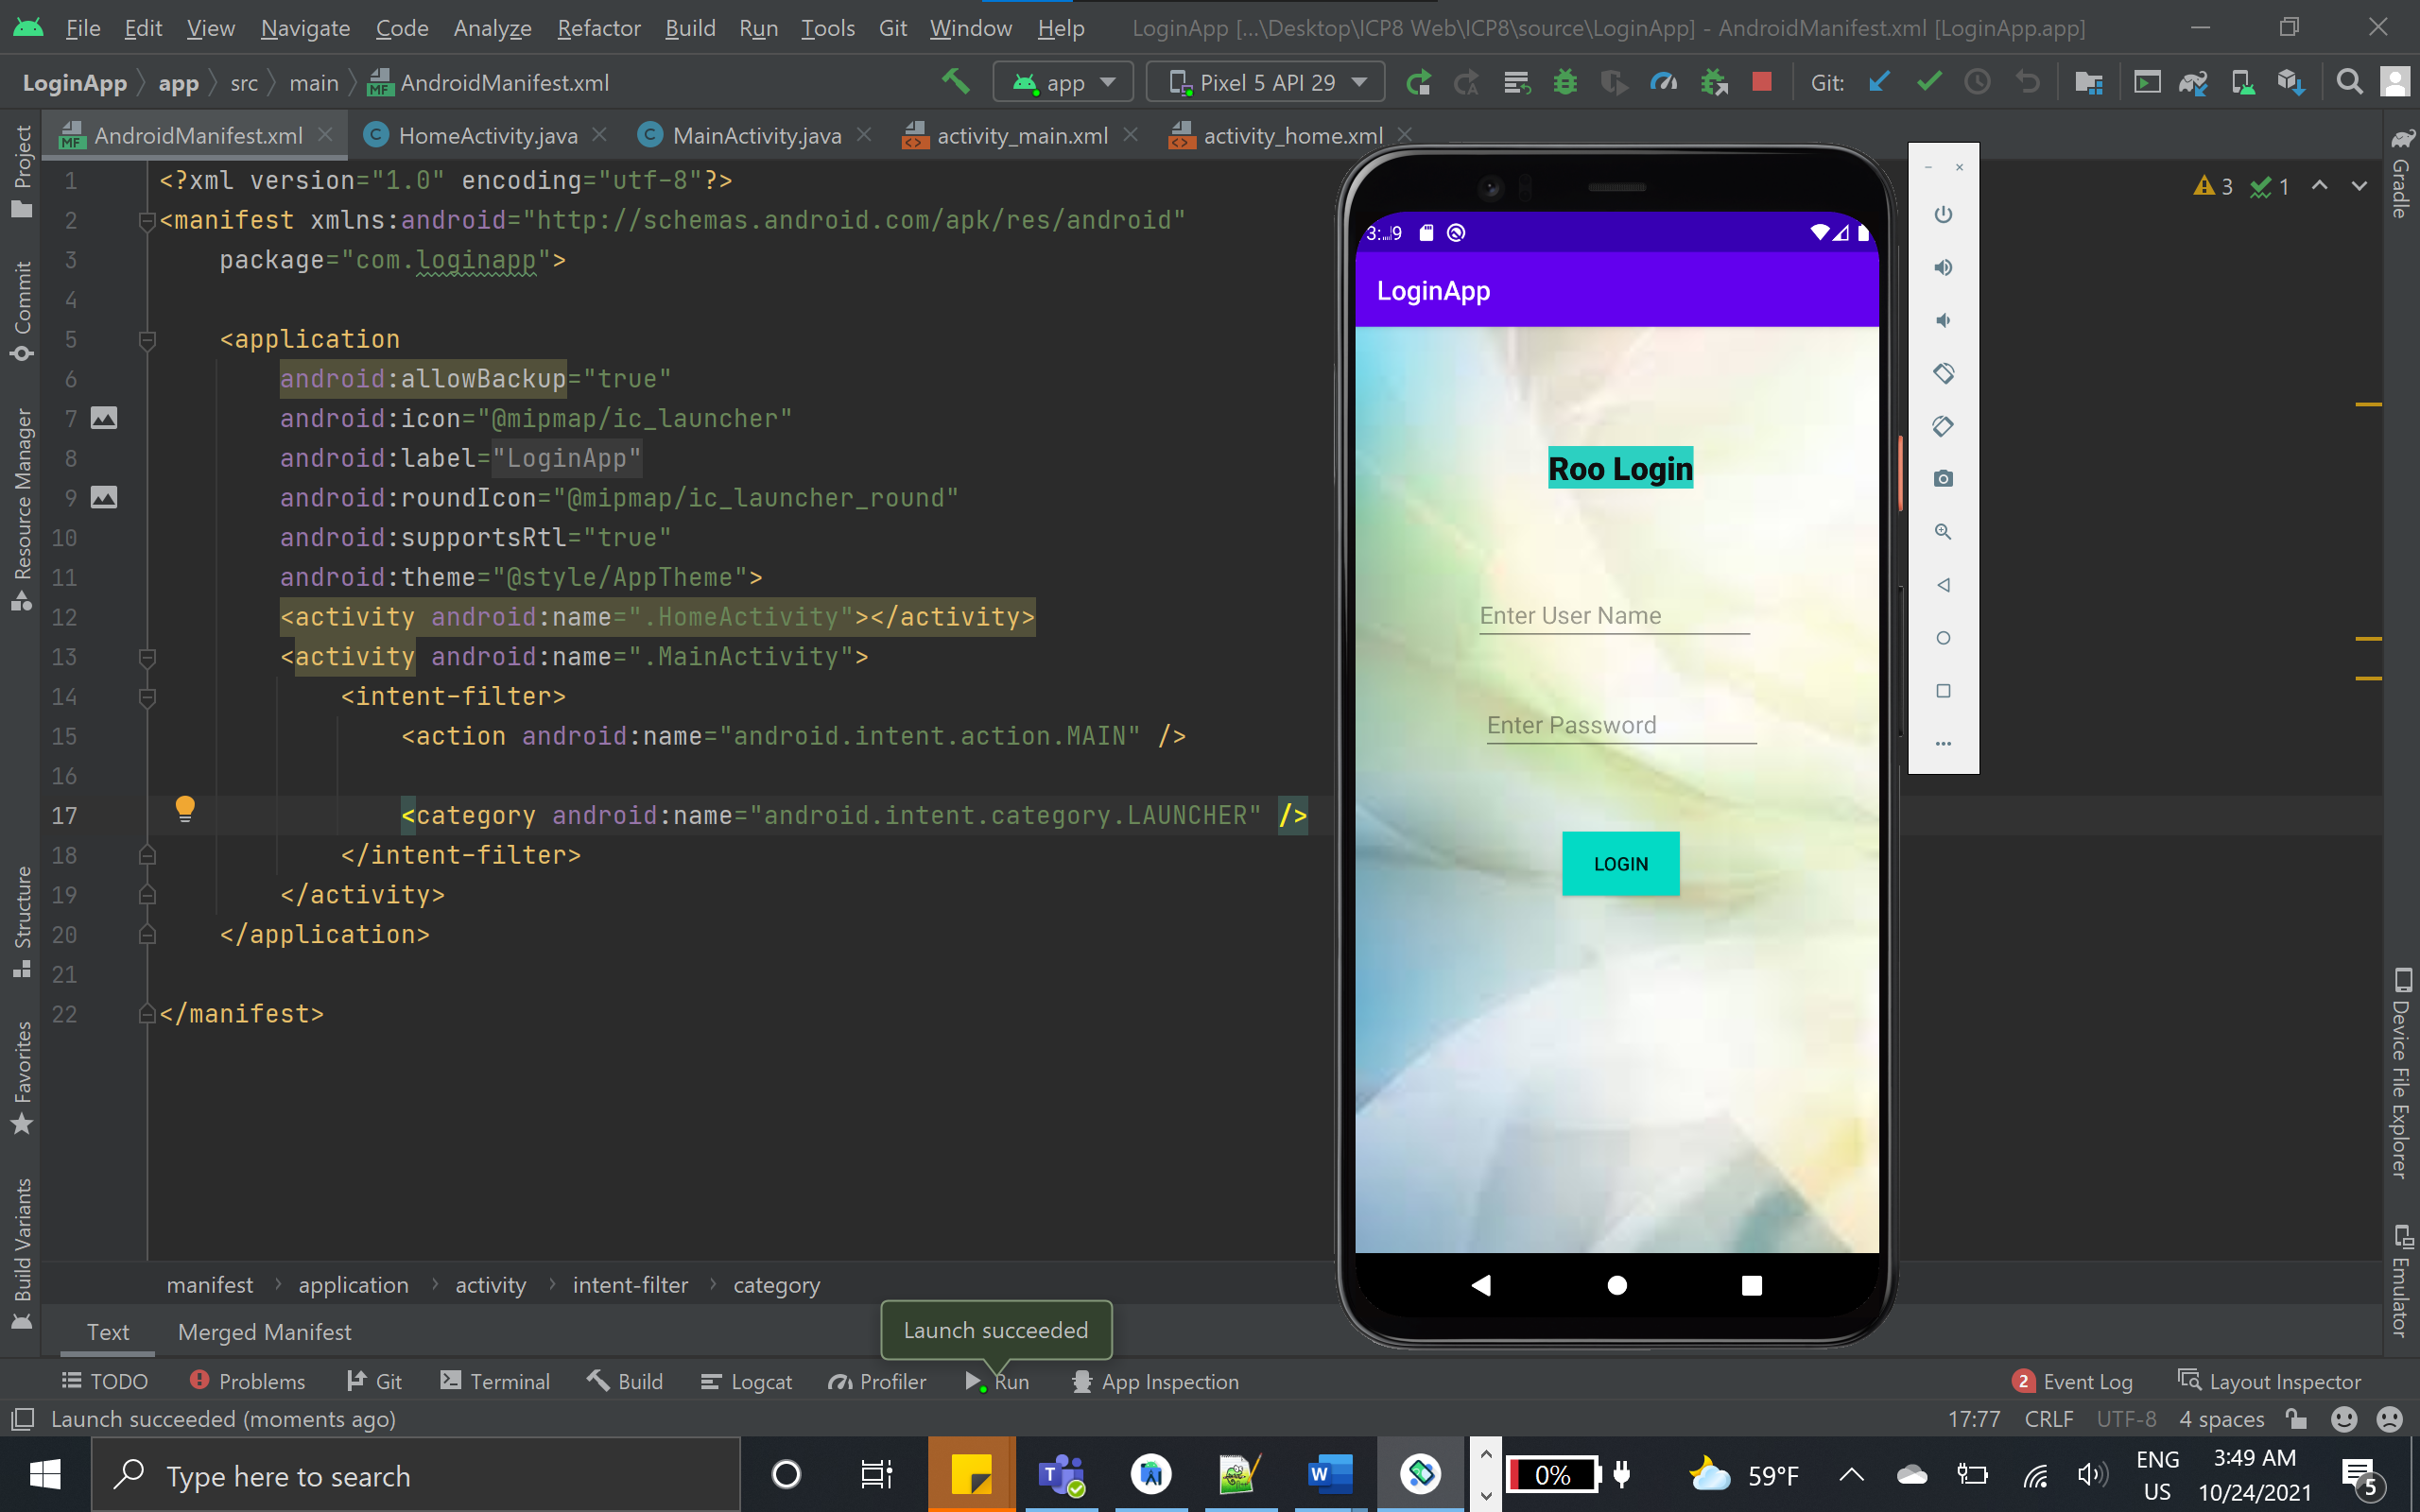 File Edit View Navigate Code Analyze Refactor Build Run Tools Git Window Help LoginApp [...\Desktop\ICP8 Web\ICP8\source\LoginApp] - AndroidManifest.xml [LoginApp.app]
LoginApp app src main AndroidManifest.xml app Pixel 5 API 29 Git:
AndroidManifest.xml HomeActivity.java MainActivity.java activity_main.xml activity_home.xml
1 <?xml version="1.0" encoding="utf-8"?>
2 <manifest xmlns:android="http://schemas.android.com/apk/res/android"
3 package="com.loginapp">
4
5 <application
6 android:allowBackup="true"
7 android:icon="@mipmap/ic_launcher"
8 android:label="LoginApp"
9 android:roundIcon="@mipmap/ic_launcher_round"
10 android:supportsRtl="true"
11 android:theme="@style/AppTheme">
12 <activity android:name=".HomeActivity"></activity>
13 <activity android:name=".MainActivity">
14 <intent-filter>
15 <action android:name="android.intent.action.MAIN" />
16
17 <category android:name="android.intent.category.LAUNCHER" />
18 </intent-filter>
19 </activity>
20 </application>
21
22 </manifest>
3 1
LoginApp
Roo Login
Enter User Name
Enter Password
LOGIN
Project
Commit
Resource Manager
Structure
Favorites
Build Variants
Gradle
Device File Explorer
Emulator
manifest application activity intent-filter category
Text Merged Manifest
Launch succeeded
TODO Problems Git Terminal Build Logcat Profiler Run App Inspection 2 Event Log Layout Inspector
Launch succeeded (moments ago) 17:77 CRLF UTF-8 4 spaces
Type here to search 0% 59°F ENG US 3:49 AM 10/24/2021 5